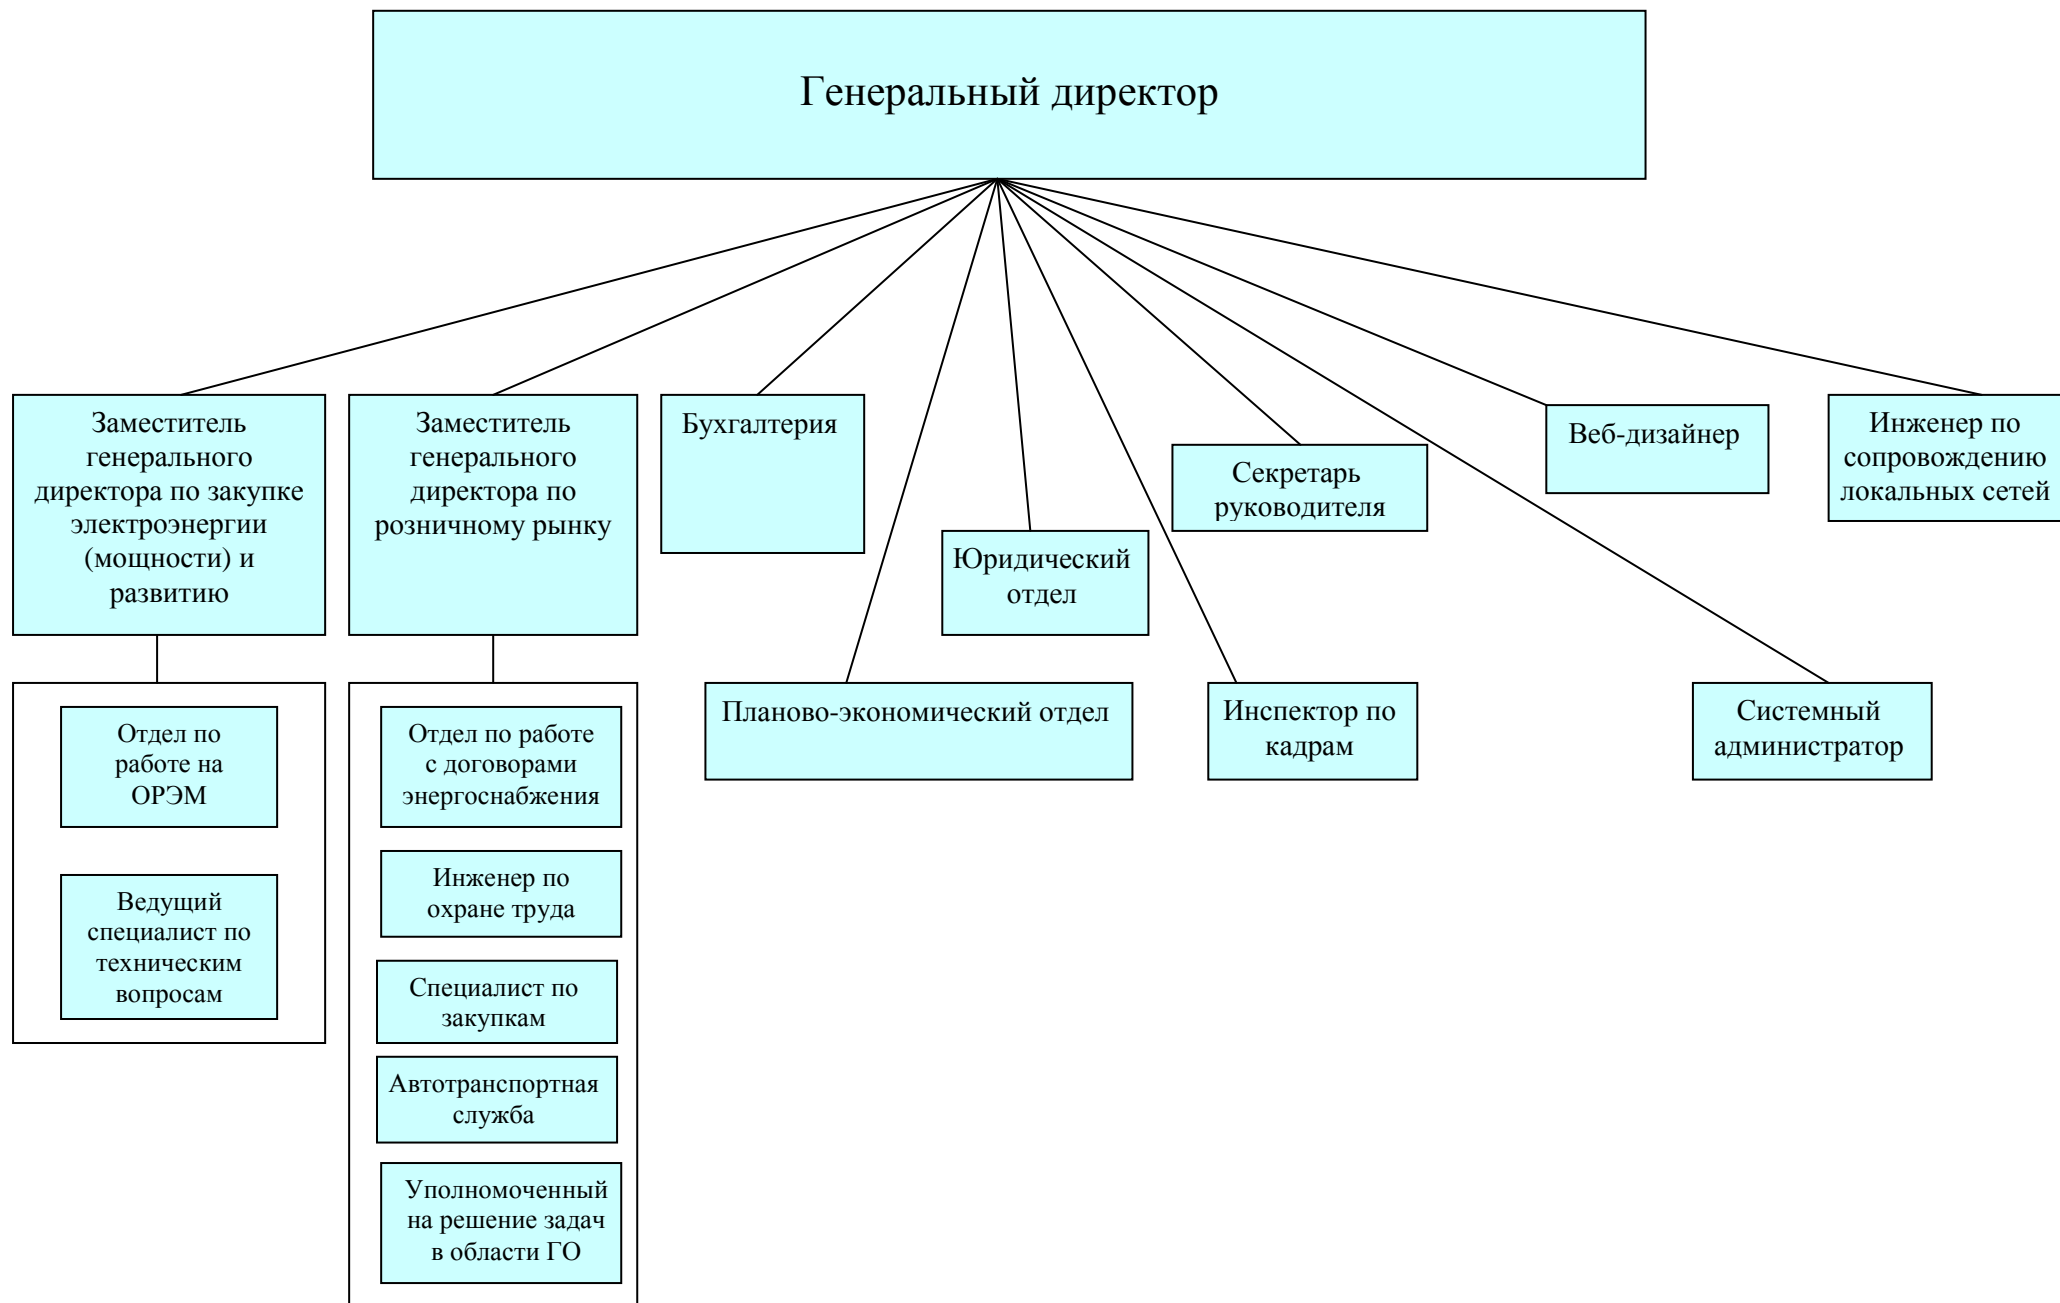 Генеральный директор
Заместитель
генерального
директора по закупке
электроэнергии
(мощности) и
развитию
Заместитель
генерального
директора по
розничному рынку
Бухгалтерия
Юридический
отдел
Секретарь
руководителя
Веб-дизайнер
Инженер по
сопровождению
локальных сетей
Планово-экономический отдел
Инспектор по
кадрам
Системный
администратор
Отдел по
работе на
ОРЭМ
Ведущий
специалист по
техническим
вопросам
Отдел по работе
с договорами
энергоснабжения
Инженер по
охране труда
Специалист по
закупкам
Автотранспортная
служба
Уполномоченный
на решение задач
в области ГО